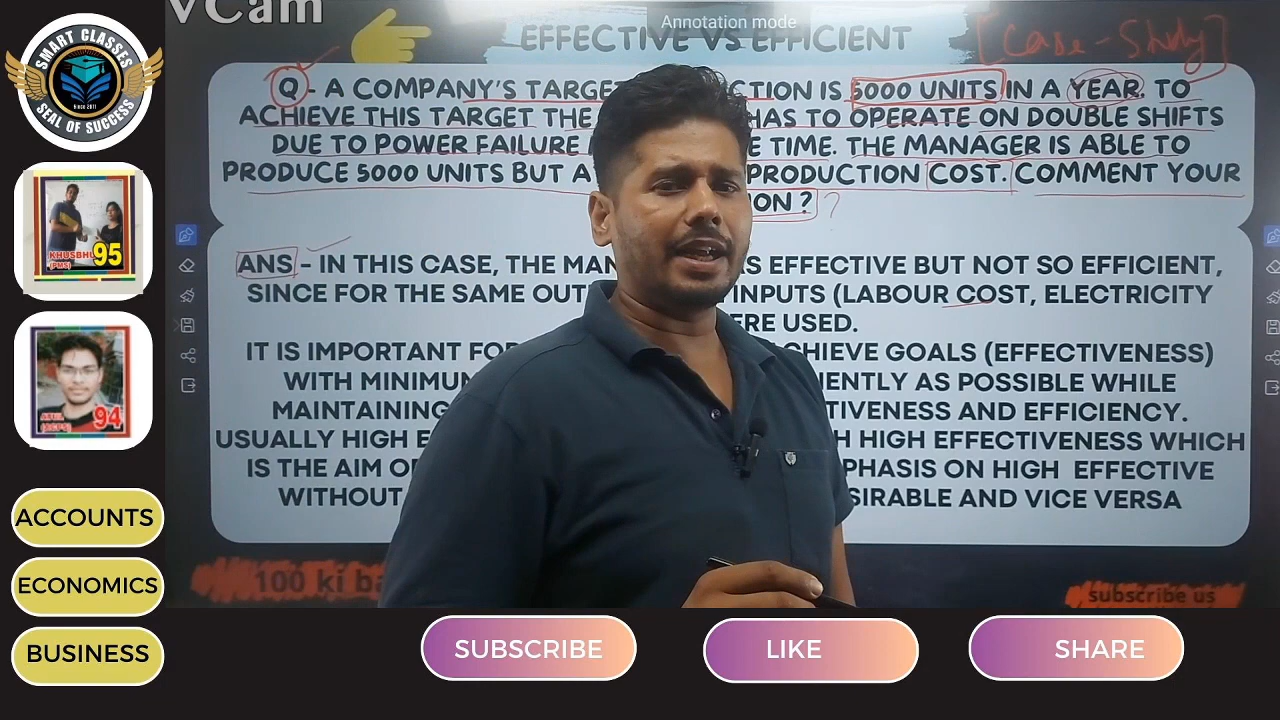 VCam
Annotation mode
EFFECTIVE VS EFFICIENT
[Case-Study]
Q- A COMPANY'S TARGET CTION IS 5000 UNITS IN A YEAR. TO
ACHIEVE THIS TARGET THE HAS TO OPERATE ON DOUBLE SHIFTS
DUE TO POWER FAILURE E TIME. THE MANAGER IS ABLE TO
PRODUCE 5000 UNITS BUT A PRODUCTION COST. COMMENT YOUR
ION ? ?
ANS - IN THIS CASE, THE MAN S EFFECTIVE BUT NOT SO EFFICIENT,
SINCE FOR THE SAME OUT INPUTS (LABOUR COST, ELECTRICITY
ERE USED.
IT IS IMPORTANT FOR CHIEVE GOALS (EFFECTIVENESS)
WITH MINIMUM IENTLY AS POSSIBLE WHILE
MAINTAINING TIVENESS AND EFFICIENCY.
USUALLY HIGH E H HIGH EFFECTIVENESS WHICH
IS THE AIM OF PHASIS ON HIGH EFFECTIVE
WITHOUT SIRABLE AND VICE VERSA
100 ki ba
subscribe us
SMART CLASSES
SINCE 2011
SEAL OF SUCCESS
KHUSBHU 95
(PMS)
94
ACCOUNTS
ECONOMICS
BUSINESS
SUBSCRIBE
LIKE
SHARE